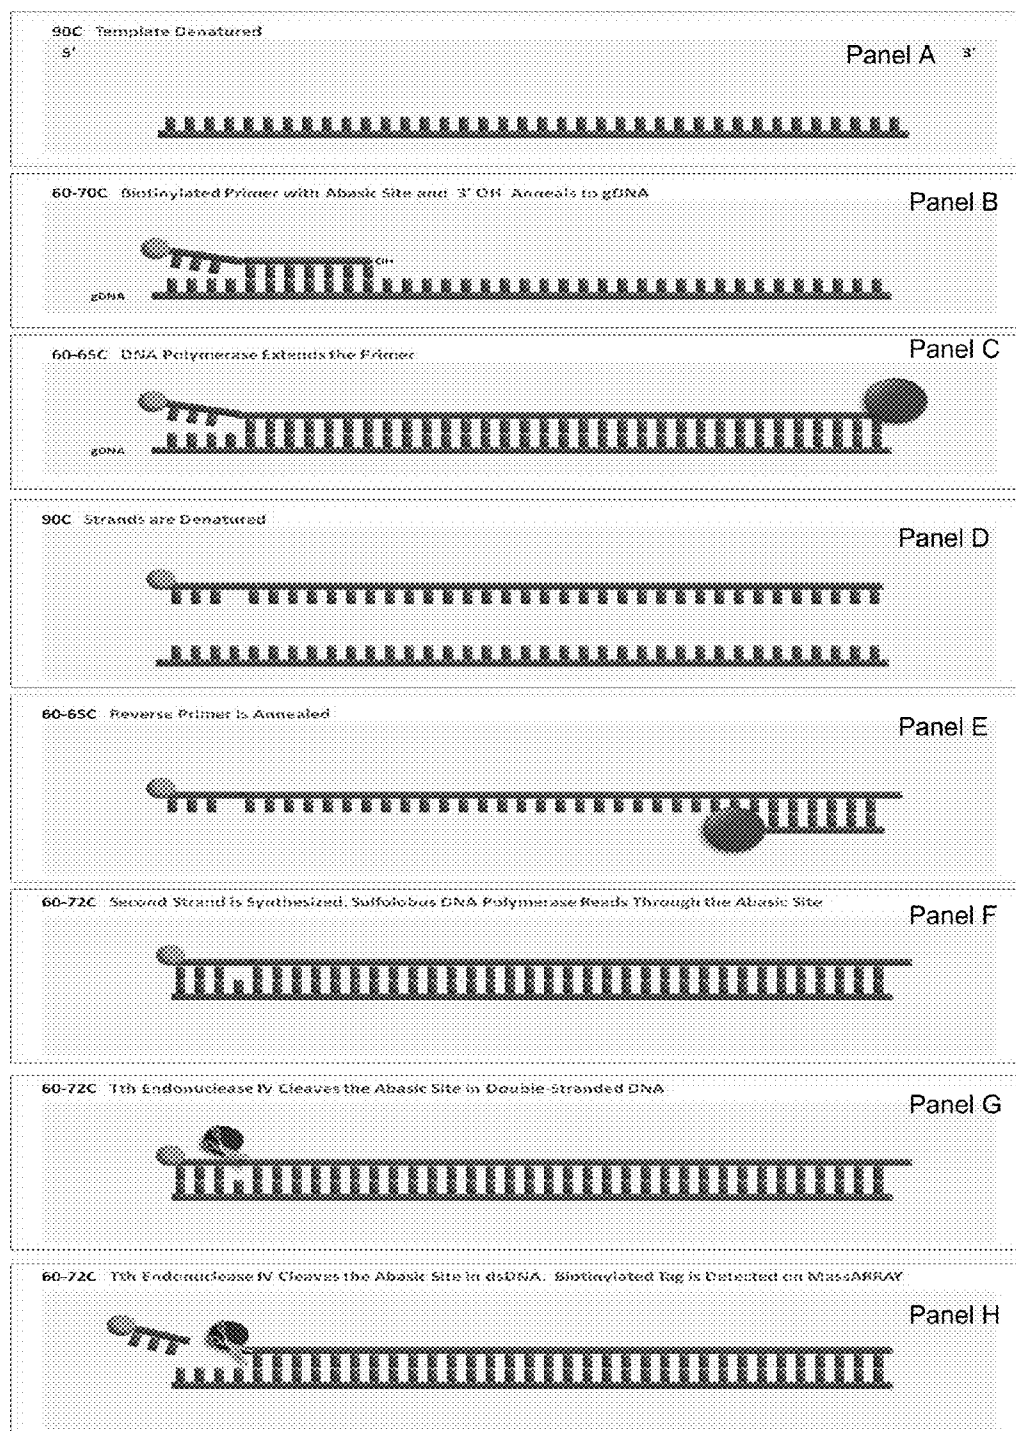 90C Template Denatured
5' Panel A 3'
60-70C Biotinylated Primer with Abasic Site and 3' OH Anneals to gDNA
Panel B
OH
gDNA
60-65C DNA Polymerase Extends the Primer
Panel C
gDNA
90C Strands are Denatured
Panel D
60-65C Reverse Primer is Annealed
Panel E
60-72C Second Strand is Synthesized. Sulfolobus DNA Polymerase Reads Through the Abasic Site
Panel F
60-72C Tth Endonuclease IV Cleaves the Abasic Site in Double-Stranded DNA
Panel G
60-72C Tth Endonuclease IV Cleaves the Abasic Site in dsDNA. Biotinylated Tag is Detected on MassARRAY
Panel H